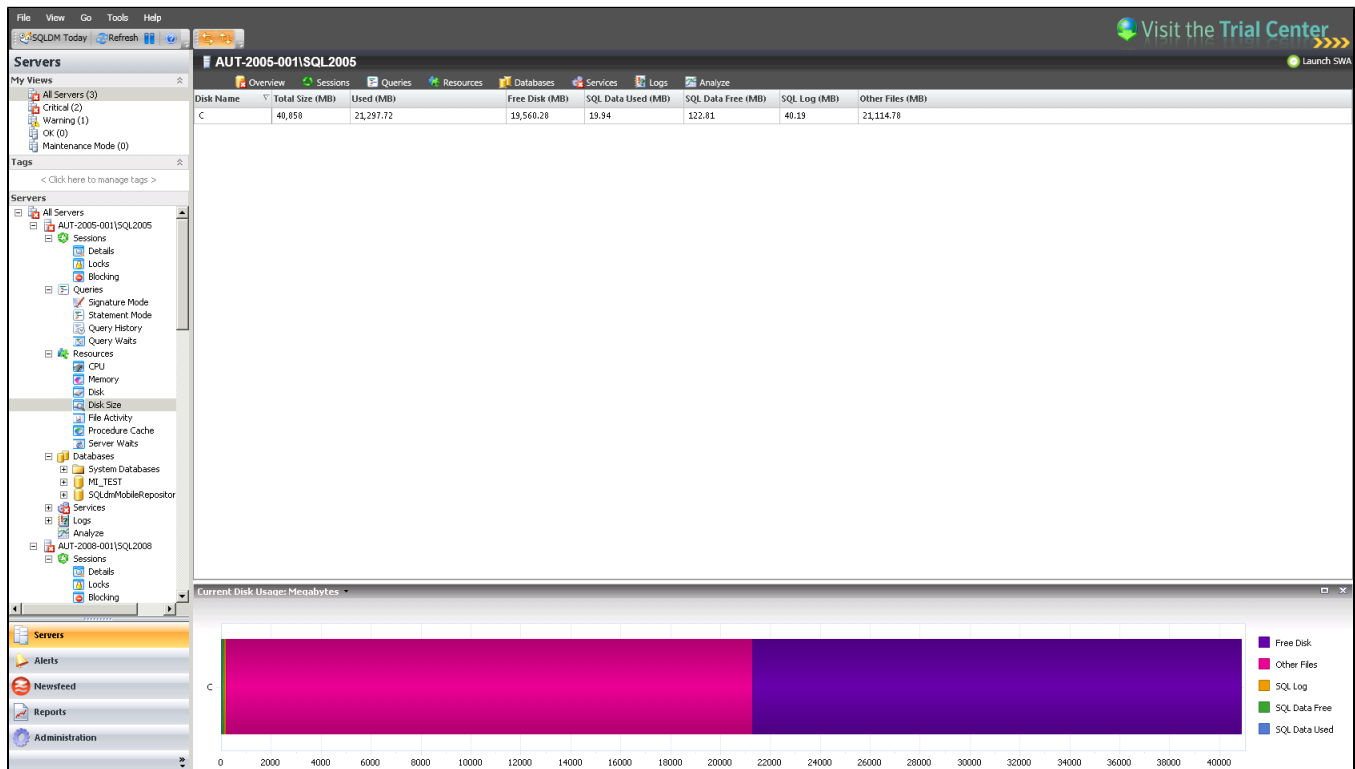 File View Go Tools Help
SQLDM Today Refresh
Visit the Trial Center
Servers
AUT-2005-001\SQL2005
Launch SWA
My Views
Overview Sessions Queries Resources Databases Services Logs Analyze
All Servers (3)
Critical (2)
Warning (1)
OK (0)
Maintenance Mode (0)
Disk Name Total Size (MB) Used (MB) Free Disk (MB) SQL Data Used (MB) SQL Data Free (MB) SQL Log (MB) Other Files (MB)
C 40,858 21,297.72 19,560.28 19.94 122.81 40.19 21,114.78
Tags
< Click here to manage tags >
Servers
All Servers
AUT-2005-001\SQL2005
Sessions
Details
Locks
Blocking
Queries
Signature Mode
Statement Mode
Query History
Query Waits
Resources
CPU
Memory
Disk
Disk Size
File Activity
Procedure Cache
Server Waits
Databases
System Databases
MI_TEST
SQLdmMobileRepositor
Services
Logs
Analyze
AUT-2008-001\SQL2008
Sessions
Details
Locks
Blocking
Servers
Alerts
Newsfeed
Reports
Administration
Current Disk Usage: Megabytes
C
0 2000 4000 6000 8000 10000 12000 14000 16000 18000 20000 22000 24000 26000 28000 30000 32000 34000 36000 38000 40000
Free Disk
Other Files
SQL Log
SQL Data Free
SQL Data Used